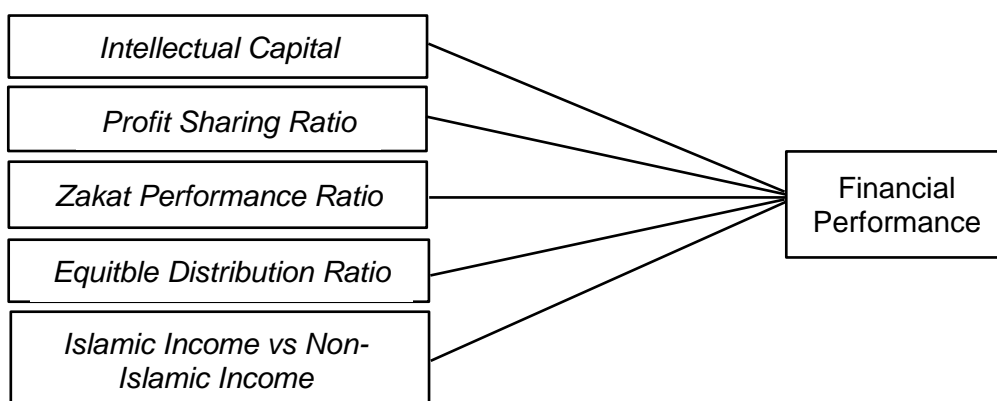 Intellectual Capital
Profit Sharing Ratio
Zakat Performance Ratio
Equitble Distribution Ratio
Islamic Income vs Non-
Islamic Income
Financial
Performance